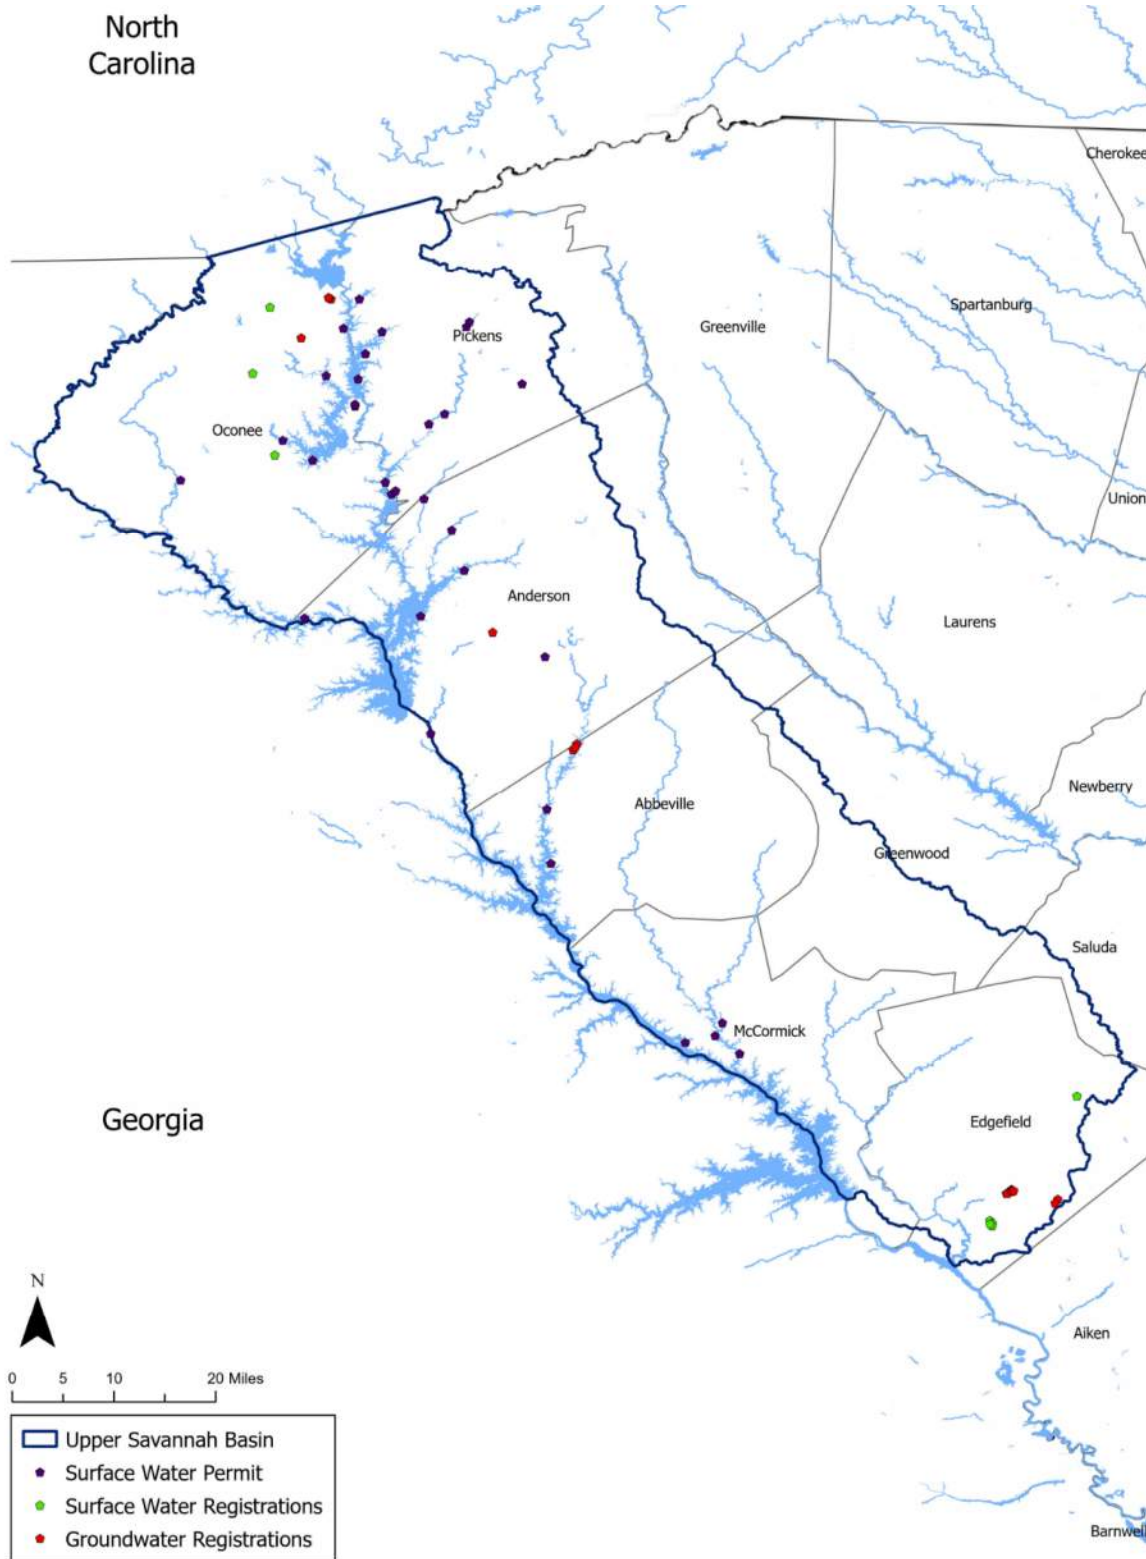 North
Carolina
Cherokee
Spartanburg
Greenville
Pickens
Oconee
Union
Anderson
Laurens
Newberry
Abbeville
Greenwood
Saluda
McCormick
Georgia
Edgefield
Aiken
Barnwell
N
0 5 10 20 Miles
Upper Savannah Basin
Surface Water Permit
Surface Water Registrations
Groundwater Registrations